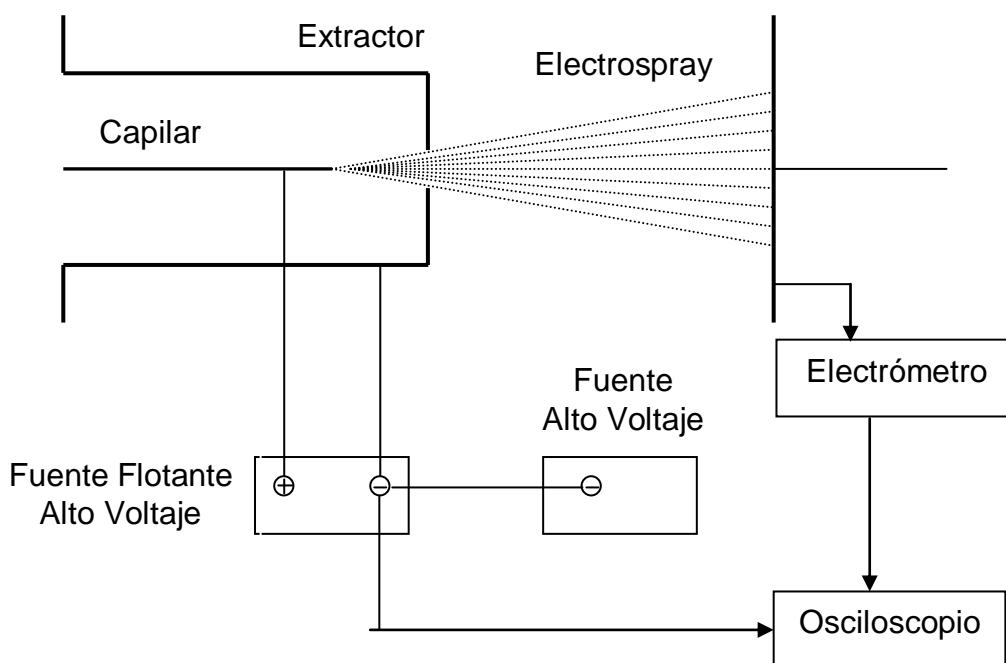 Extractor
Electrospray
Capilar
Electrómetro
Fuente
Alto Voltaje
Fuente Flotante
Alto Voltaje
+
−
−
Osciloscopio